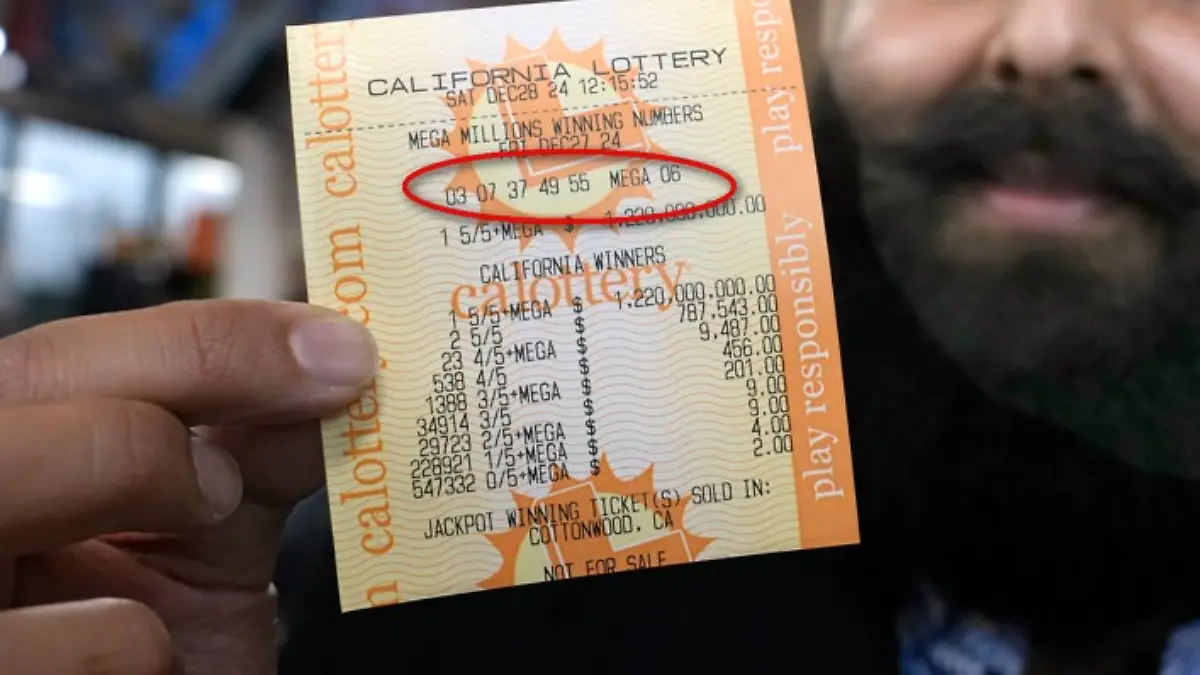 CALIFORNIA LOTTERY
SAT DEC28 24 12:15:52
MEGA MILLIONS WINNING NUMBERS
FRI DEC27 24
03 07 37 49 55 MEGA 06
1 5/5+MEGA $ 1,220,000,000.00
CALIFORNIA WINNERS
1 5/5+MEGA $ 1,220,000,000.00
2 5/5 $ 787,543.00
23 4/5+MEGA $ 9,487.00
538 4/5 $ 456.00
1388 3/5+MEGA $ 201.00
34914 3/5 $ 9.00
29723 2/5+MEGA $ 9.00
228921 1/5+MEGA $ 4.00
547332 0/5+MEGA $ 2.00
JACKPOT WINNING TICKET(S) SOLD IN:
COTTONWOOD, CA
NOT FOR SALE
calottery
calottery.com calottery
play responsibly play resp